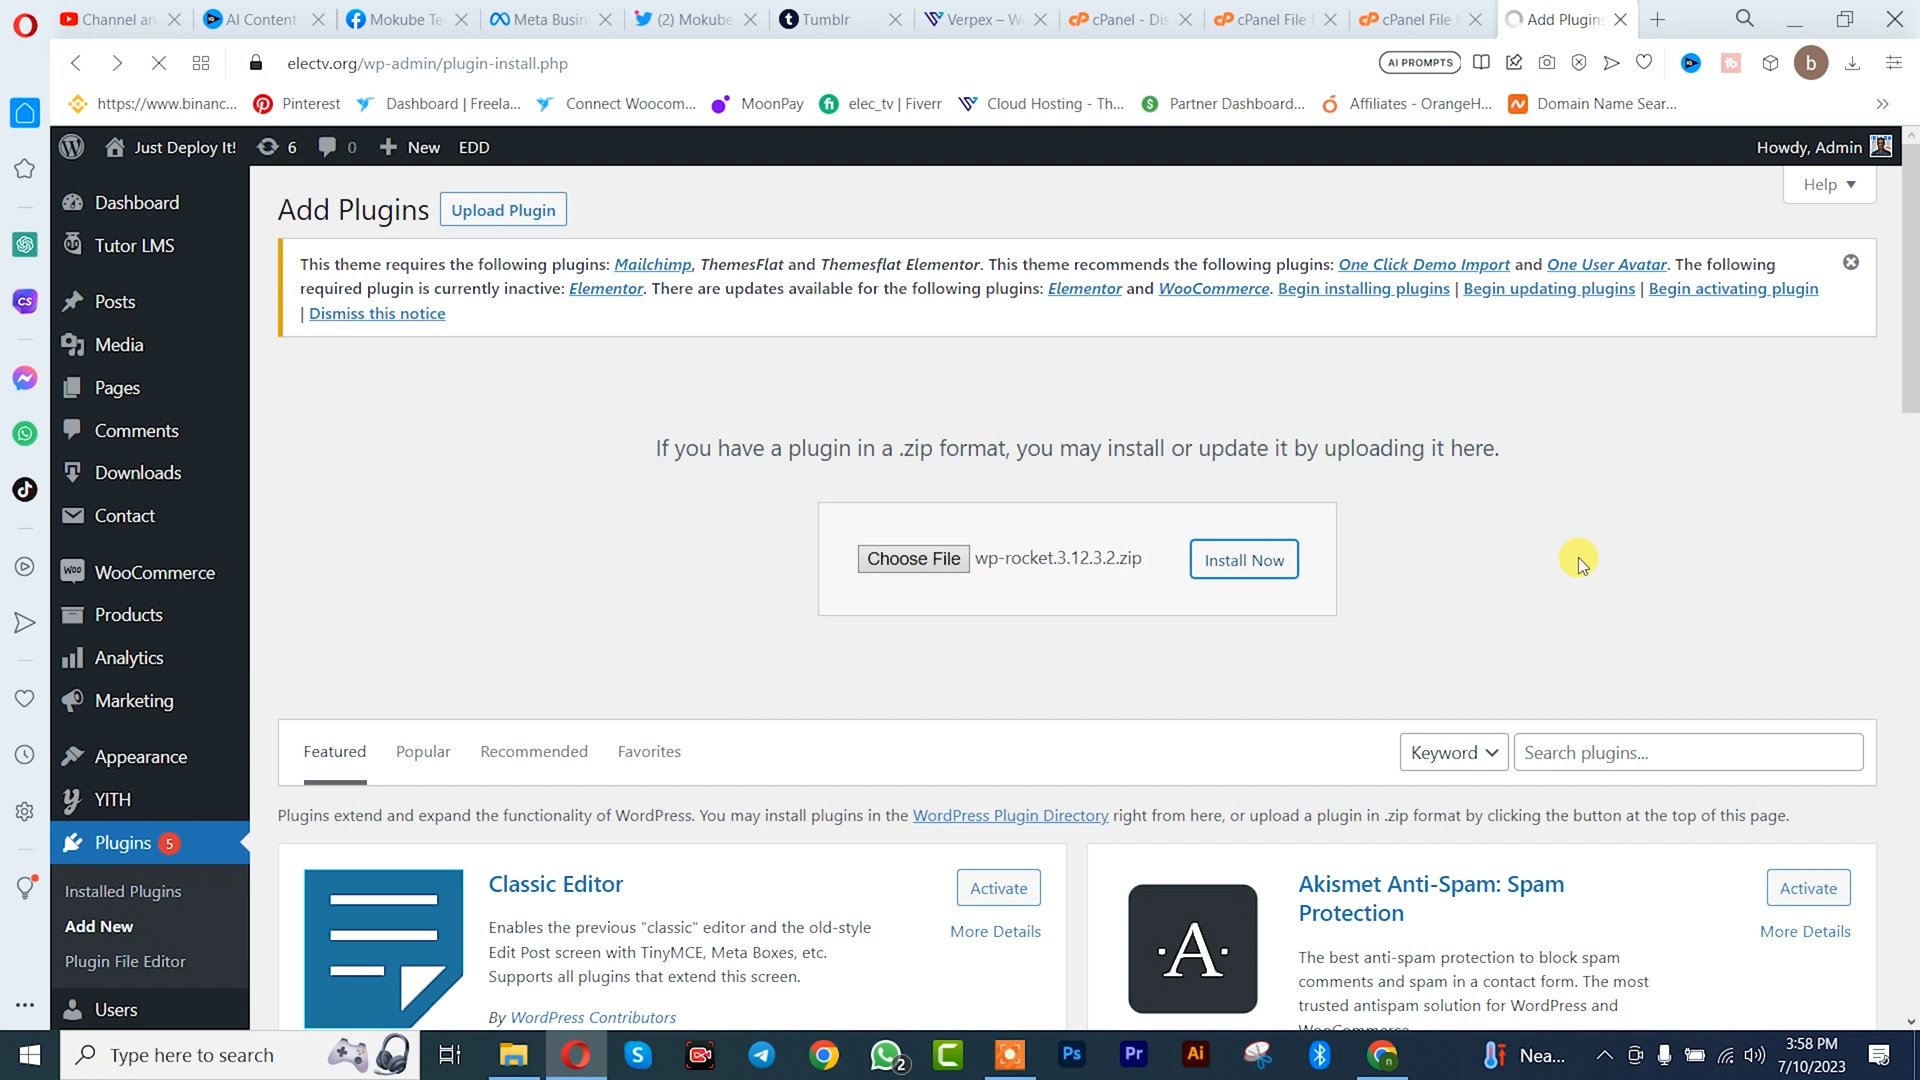 Channel an
AI Content
Mokube Te
Meta Busin
(2) Mokube
Tumblr
Verpex – W
cPanel - Dis
cPanel File
cPanel File
Add Plugins
electv.org/wp-admin/plugin-install.php
AI PROMPTS
b
https://www.binanc...
Pinterest
Dashboard | Freela...
Connect Woocom...
MoonPay
elec_tv | Fiverr
Cloud Hosting - Th...
Partner Dashboard...
Affiliates - OrangeH...
Domain Name Sear...
Just Deploy It!
6
0
New
EDD
Howdy, Admin
Help
Dashboard
Tutor LMS
Posts
Media
Pages
Comments
Downloads
Contact
WooCommerce
Products
Analytics
Marketing
Appearance
YITH
Plugins 5
Installed Plugins
Add New
Plugin File Editor
Users
Add Plugins
Upload Plugin
This theme requires the following plugins: Mailchimp, ThemesFlat and Themesflat Elementor. This theme recommends the following plugins: One Click Demo Import and One User Avatar. The following
required plugin is currently inactive: Elementor. There are updates available for the following plugins: Elementor and WooCommerce. Begin installing plugins | Begin updating plugins | Begin activating plugin
| Dismiss this notice
If you have a plugin in a .zip format, you may install or update it by uploading it here.
Choose File wp-rocket.3.12.3.2.zip
Install Now
Featured
Popular
Recommended
Favorites
Keyword
Search plugins...
Plugins extend and expand the functionality of WordPress. You may install plugins in the WordPress Plugin Directory right from here, or upload a plugin in .zip format by clicking the button at the top of this page.
Classic Editor
Activate
More Details
Enables the previous "classic" editor and the old-style
Edit Post screen with TinyMCE, Meta Boxes, etc.
Supports all plugins that extend this screen.
By WordPress Contributors
·A·
Akismet Anti-Spam: Spam
Protection
Activate
More Details
The best anti-spam protection to block spam
comments and spam in a contact form. The most
trusted antispam solution for WordPress and
WooCommerce.
Type here to search
2
Ps
Pr
Ai
n
Nea...
3:58 PM
7/10/2023